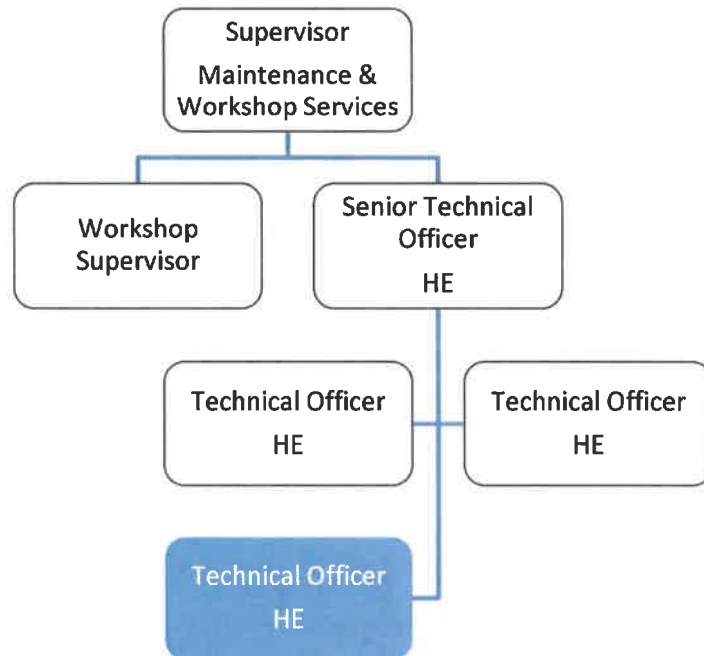 Supervisor
Maintenance &
Workshop Services
Workshop
Supervisor
Senior Technical
Officer
HE
Technical Officer
HE
Technical Officer
HE
Technical Officer
HE